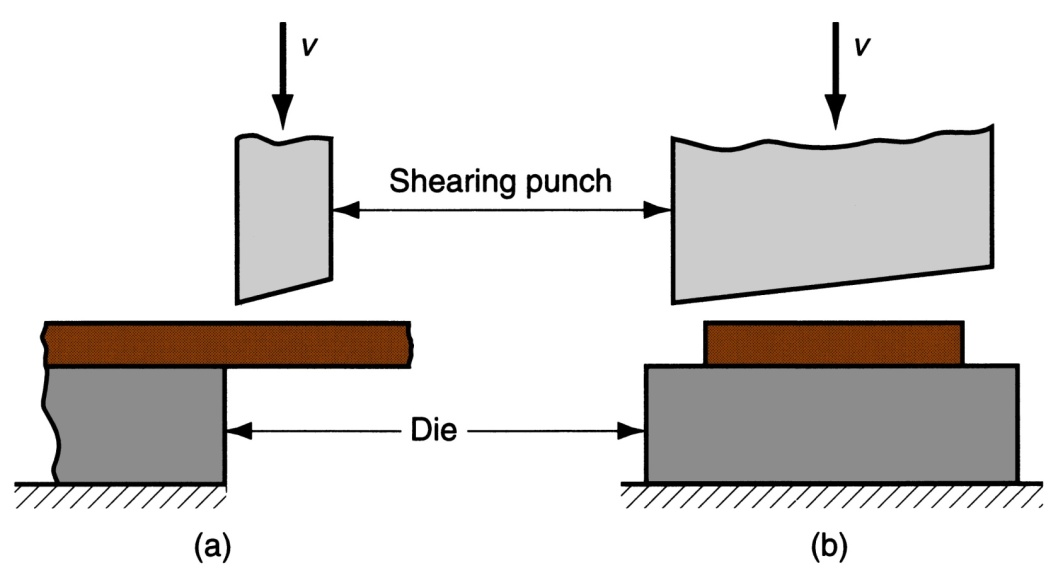 v
v
Shearing punch
Die
(a)
(b)